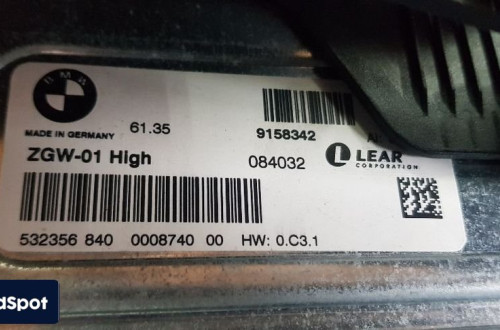 BMW
MADE IN GERMANY 61.35 9158342
ZGW-01 High 084032 LEAR
CORPORATION
532356 840 0008740 00 HW: 0.C3.1
dSpot